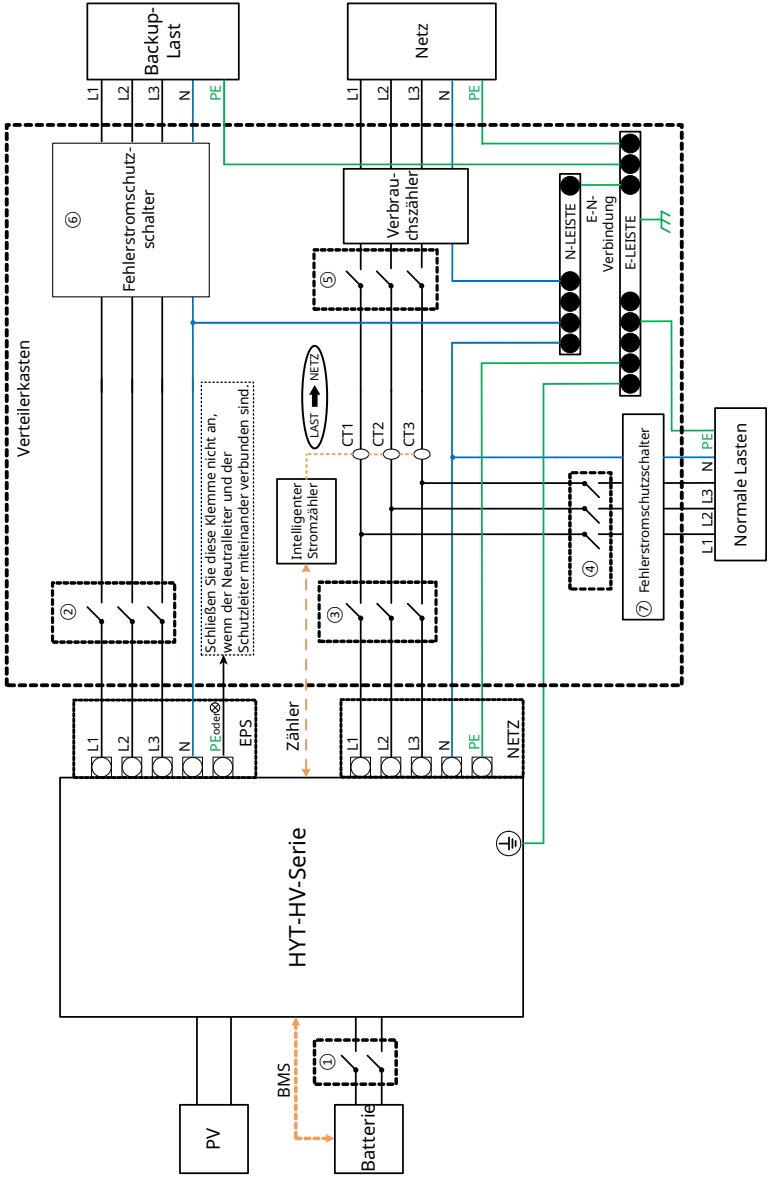 Backup-
Last
L1
L2
L3
N
PE
Netz
L1
L2
L3
N
PE
⑥
Fehlerstromschutz-
schalter
Verbrau-
chszähler
⑤
N-LEISTE
E-N-
Verbindung
E-LEISTE
Verteilerkasten
LAST
NETZ
CT1
CT2
CT3
Schließen Sie diese Klemme nicht an,
wenn der Neutralleiter und der
Schutzleiter miteinander verbunden sind.
Intelligenter
Stromzähler
②
③
④
⑦ Fehlerstromschutzschalter
L1
L2
L3
N
PE
Normale Lasten
L1
L2
L3
N
PEoder⊗
EPS
Zähler
L1
L2
L3
N
PE
NETZ
HYT-HV-Serie
BMS
①
PV
Batterie